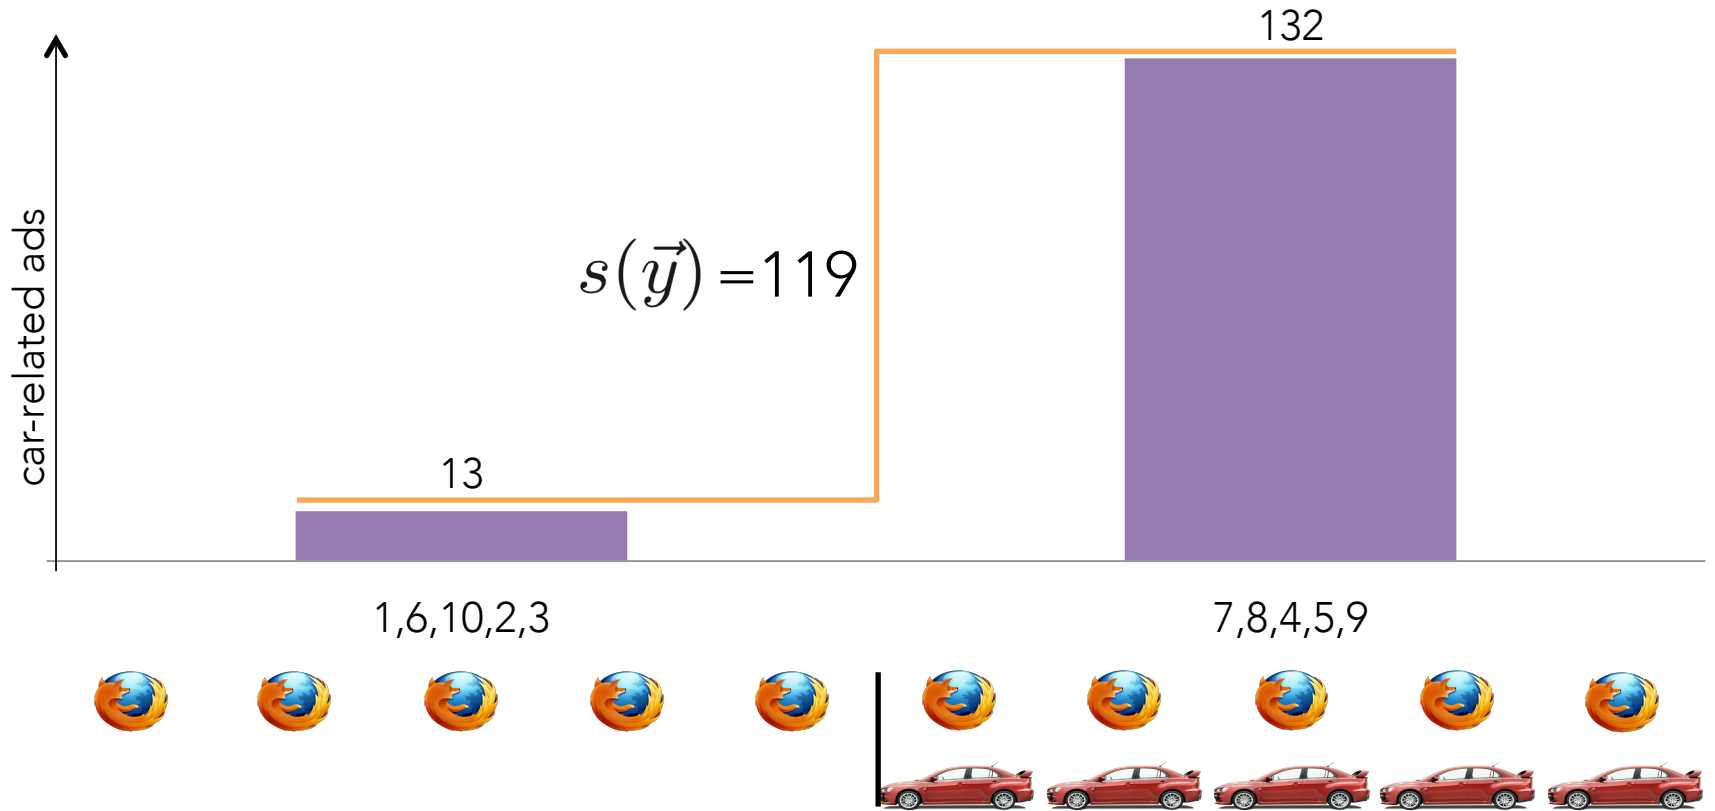 132
car-related ads
s(y⃗) =119
13
1,6,10,2,3
7,8,4,5,9